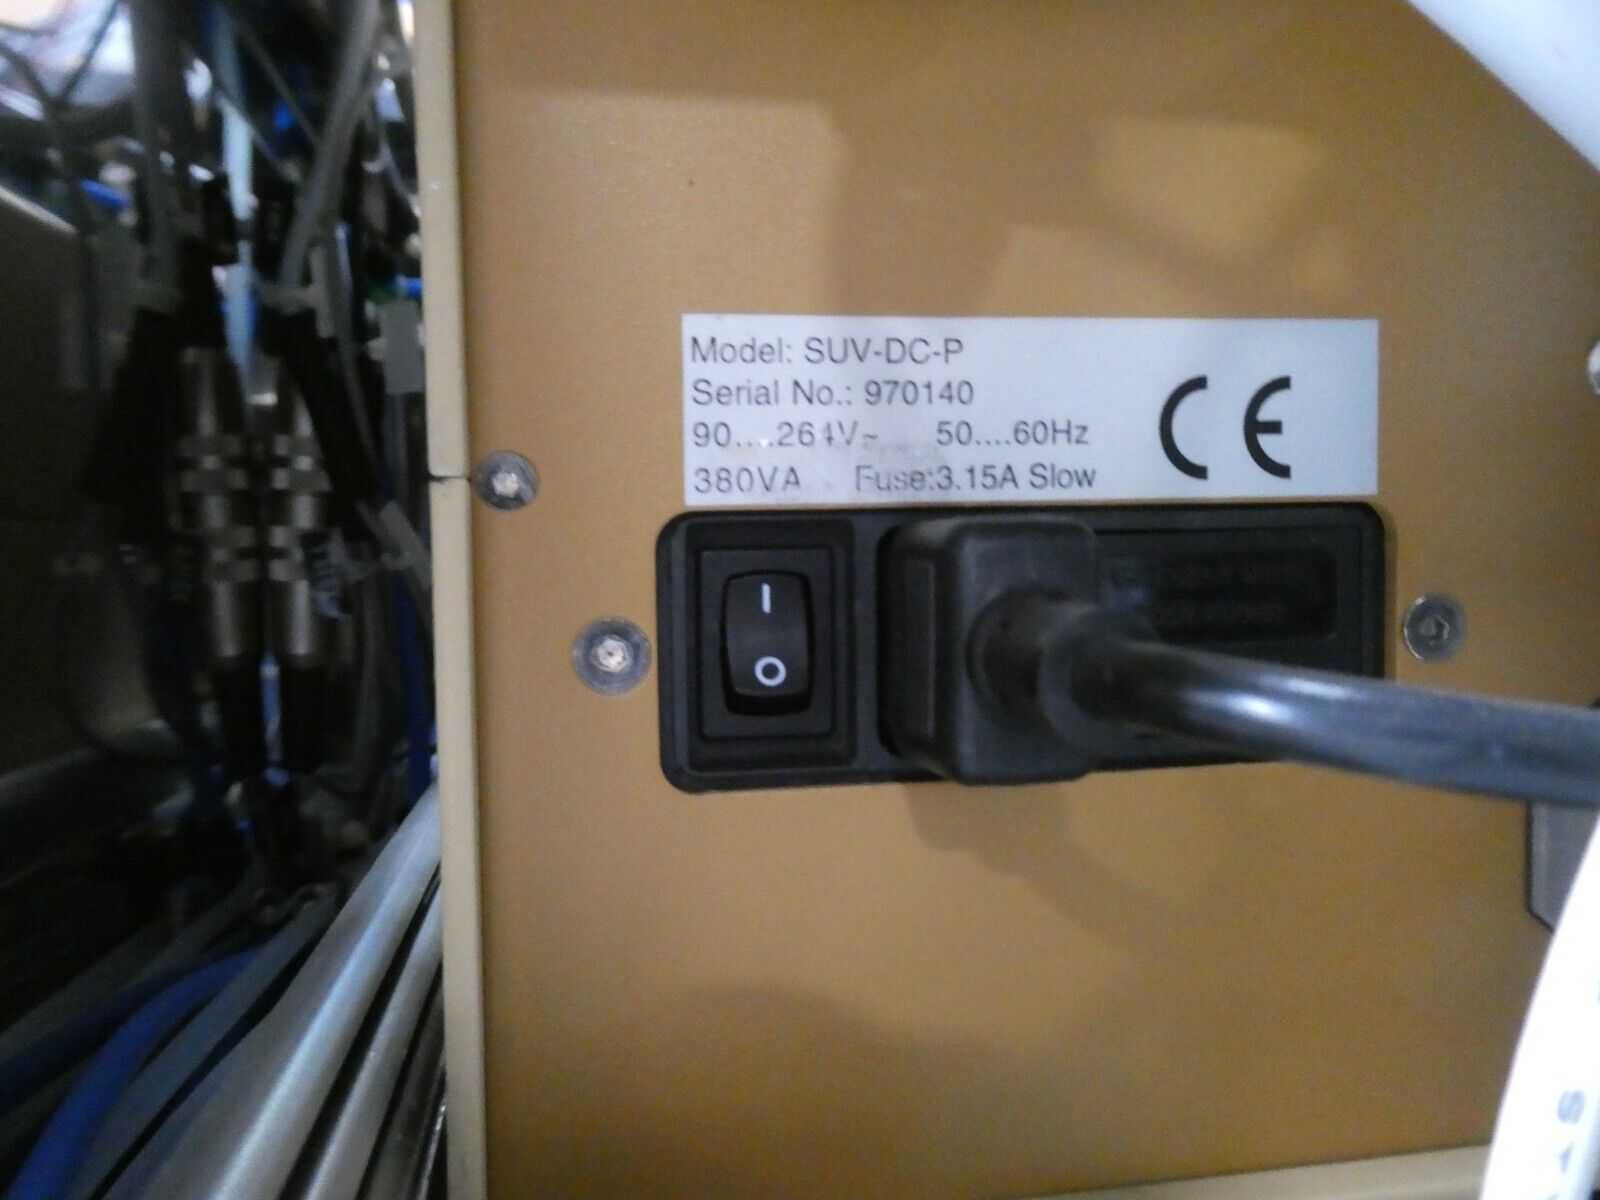 Model: SUV-DC-P
Serial No.: 970140
90....264V~ 50....60Hz
380VA Fuse:3.15A Slow
CE
I
O